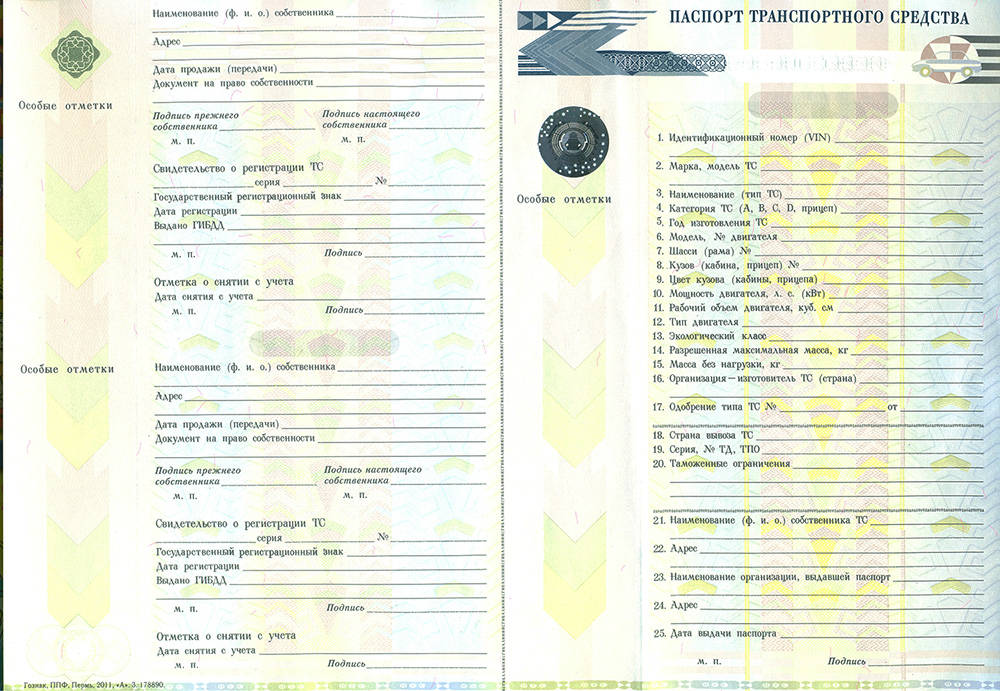 Наименование (ф. и. о.) собственника
Адрес
Дата продажи (передачи)
Документ на право собственности
Особые отметки
Подпись прежнего собственника
Подпись настоящего собственника
м. п.
м. п.
Свидетельство о регистрации ТС
серия №
Государственный регистрационный знак
Дата регистрации
Выдано ГИБДД
м. п. Подпись
Отметка о снятии с учета
Дата снятия с учета
м. п. Подпись
Особые отметки
Наименование (ф. и. о.) собственника
Адрес
Дата продажи (передачи)
Документ на право собственности
Подпись прежнего собственника
Подпись настоящего собственника
м. п.
м. п.
Свидетельство о регистрации ТС
серия №
Государственный регистрационный знак
Дата регистрации
Выдано ГИБДД
м. п. Подпись
Отметка о снятии с учета
Дата снятия с учета
м. п. Подпись
Гознак, ППФ, Пермь, 2011, «А», З. 178890.
ПАСПОРТ ТРАНСПОРТНОГО СРЕДСТВА
Особые отметки
1. Идентификационный номер (VIN)
2. Марка, модель ТС
3. Наименование (тип ТС)
4. Категория ТС (А, В, С, D, прицеп)
5. Год изготовления ТС
6. Модель, № двигателя
7. Шасси (рама) №
8. Кузов (кабина, прицеп) №
9. Цвет кузова (кабины, прицепа)
10. Мощность двигателя, л. с. (кВт)
11. Рабочий объем двигателя, куб. см
12. Тип двигателя
13. Экологический класс
14. Разрешенная максимальная масса, кг
15. Масса без нагрузки, кг
16. Организация—изготовитель ТС (страна)
17. Одобрение типа ТС № от
18. Страна вывоза ТС
19. Серия, № ТД, ТПО
20. Таможенные ограничения
21. Наименование (ф. и. о.) собственника ТС
22. Адрес
23. Наименование организации, выдавшей паспорт
24. Адрес
25. Дата выдачи паспорта
м. п. Подпись